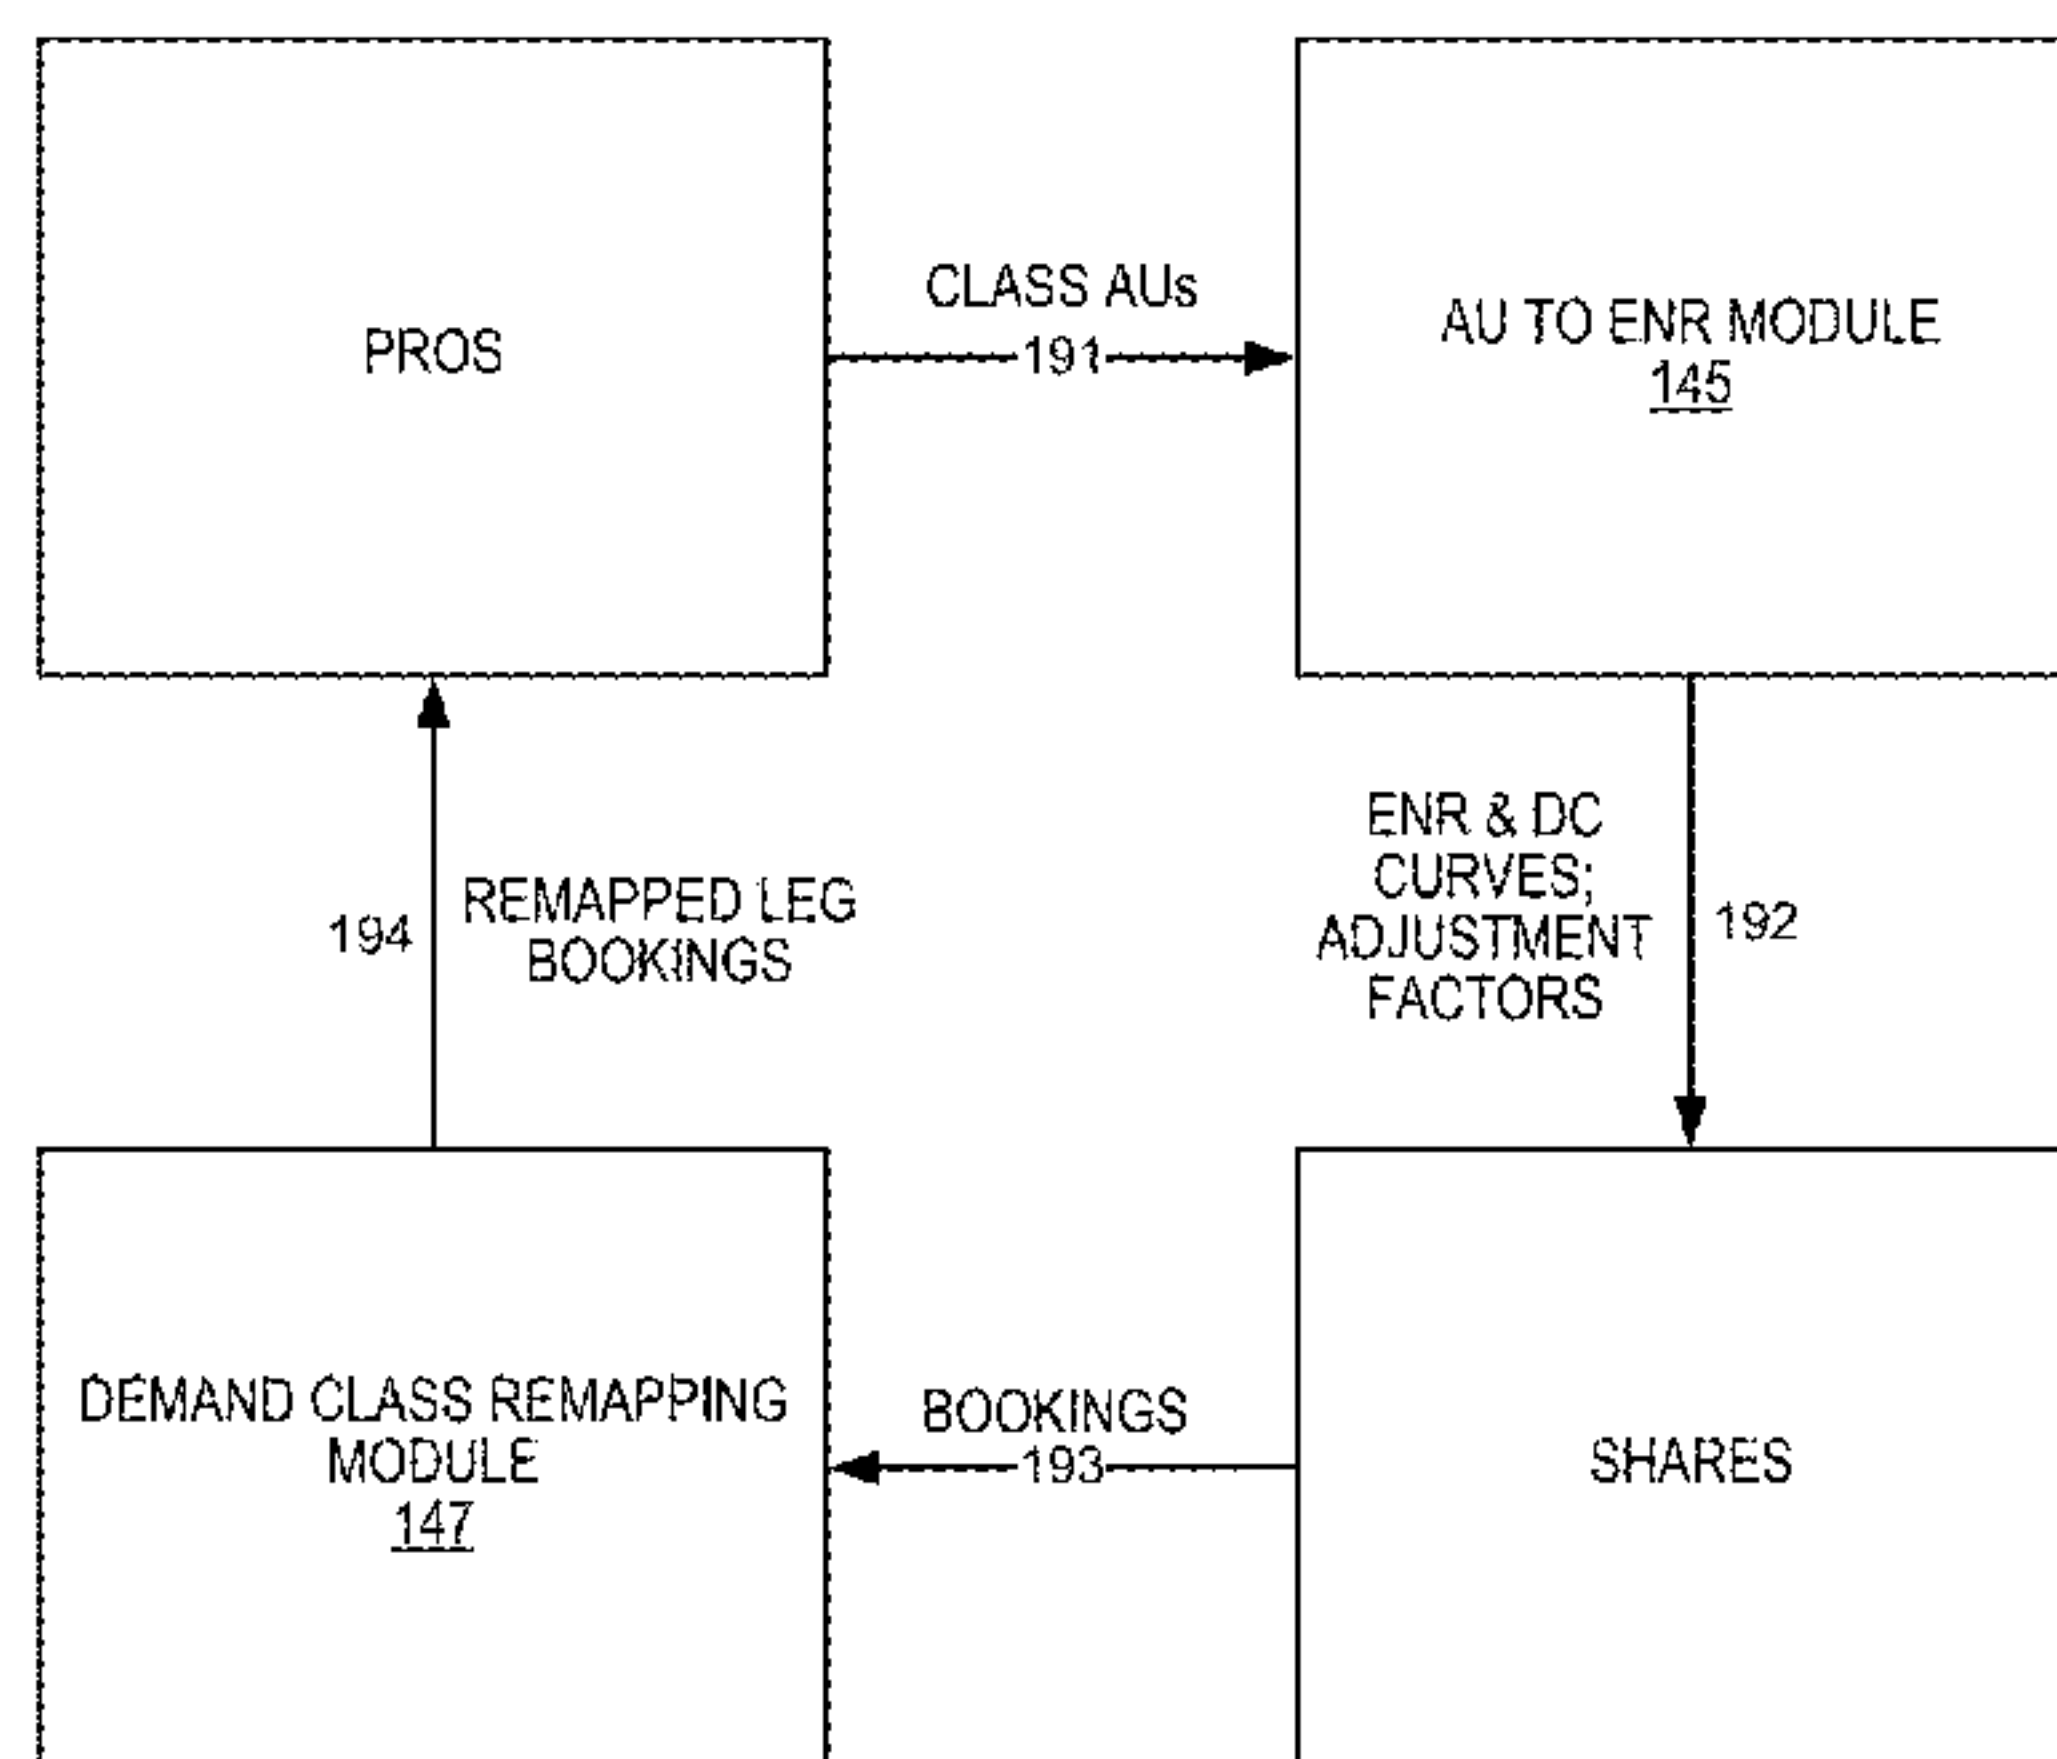 PROS
CLASS AUs
191
AU TO ENR MODULE
145
194
REMAPPED LEG
BOOKINGS
ENR & DC
CURVES;
ADJUSTMENT
FACTORS
192
DEMAND CLASS REMAPPING
MODULE
147
BOOKINGS
193
SHARES